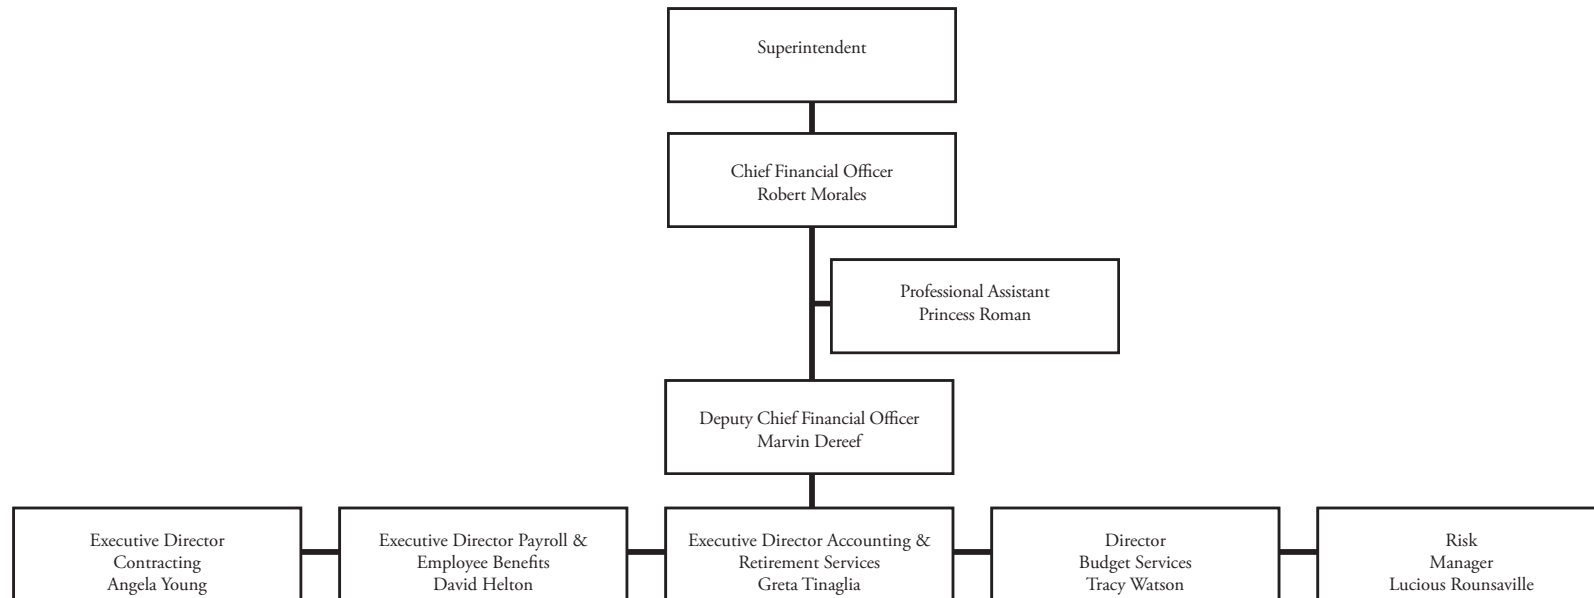 Superintendent
Chief Financial Officer
Robert Morales
Professional Assistant
Princess Roman
Deputy Chief Financial Officer
Marvin Dereef
Executive Director
Contracting
Angela Young
Executive Director Payroll &
Employee Benefits
David Helton
Executive Director Accounting &
Retirement Services
Greta Tinaglia
Director
Budget Services
Tracy Watson
Risk
Manager
Lucious Rounsaville